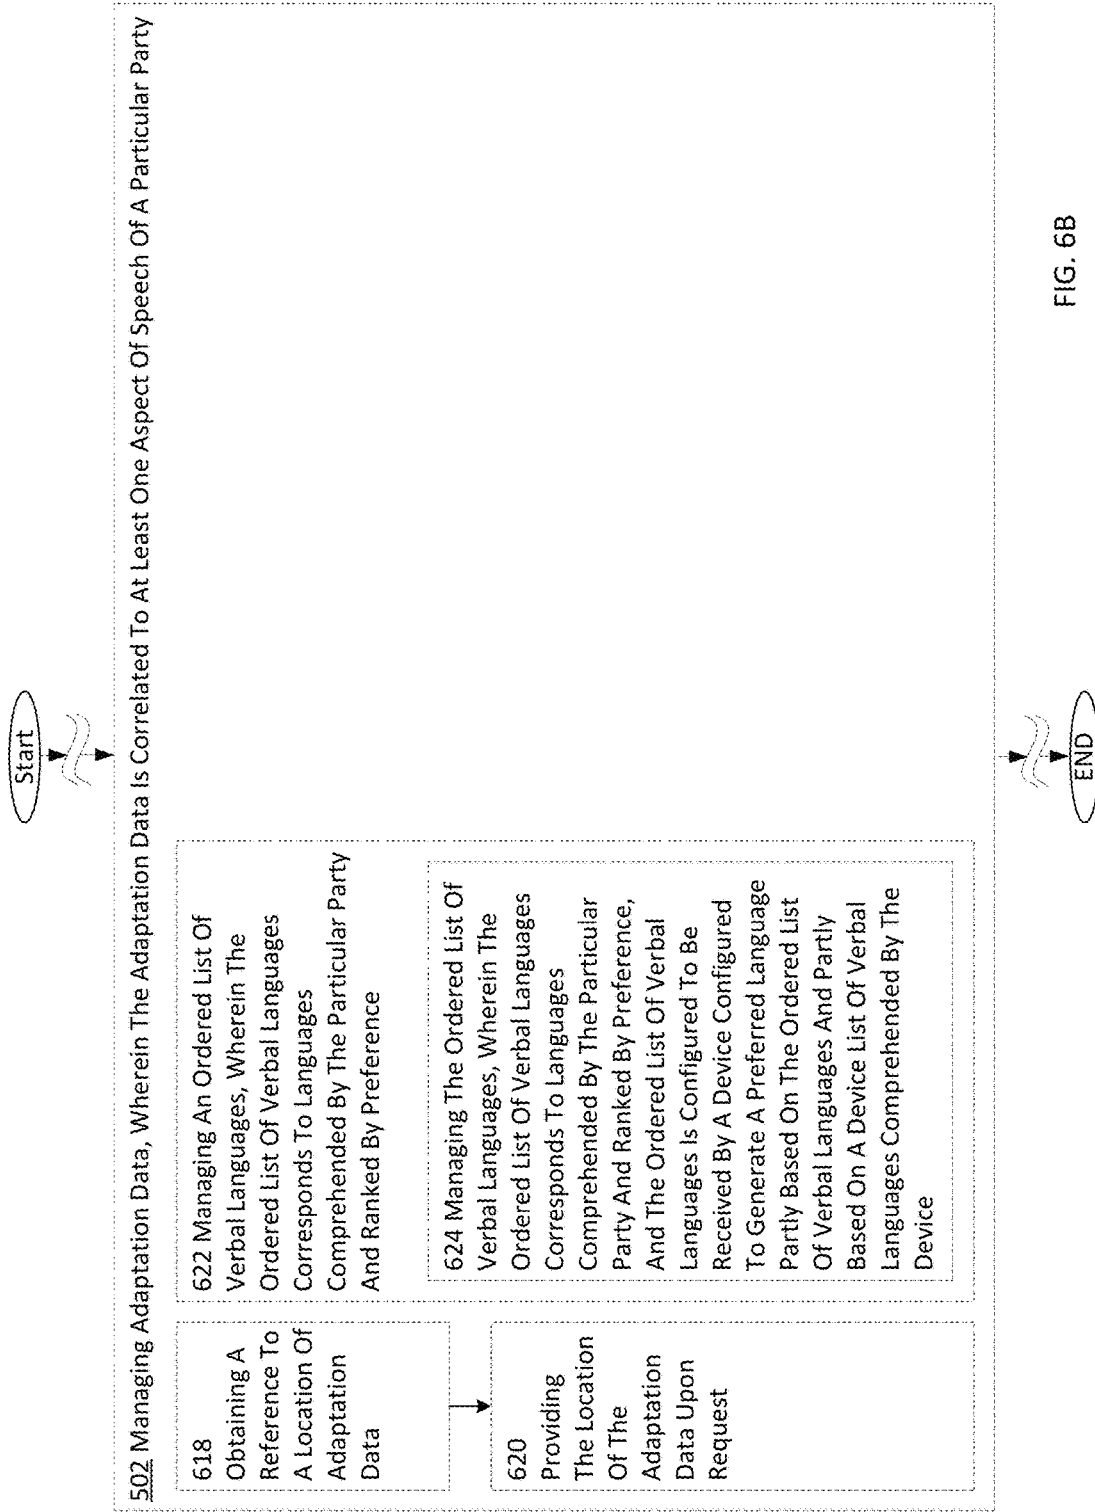 Start
502 Managing Adaptation Data, Wherein The Adaptation Data Is Correlated To At Least One Aspect Of Speech Of A Particular Party
618
Obtaining A
Reference To
A Location Of
Adaptation
Data
620
Providing
The Location
Of The
Adaptation
Data Upon
Request
622 Managing An Ordered List Of
Verbal Languages, Wherein The
Ordered List Of Verbal Languages
Corresponds To Languages
Comprehended By The Particular Party
And Ranked By Preference
624 Managing The Ordered List Of
Verbal Languages, Wherein The
Ordered List Of Verbal Languages
Corresponds To Languages
Comprehended By The Particular
Party And Ranked By Preference,
And The Ordered List Of Verbal
Languages Is Configured To Be
Received By A Device Configured
To Generate A Preferred Language
Partly Based On The Ordered List
Of Verbal Languages And Partly
Based On A Device List Of Verbal
Languages Comprehended By The
Device
END
FIG. 6B